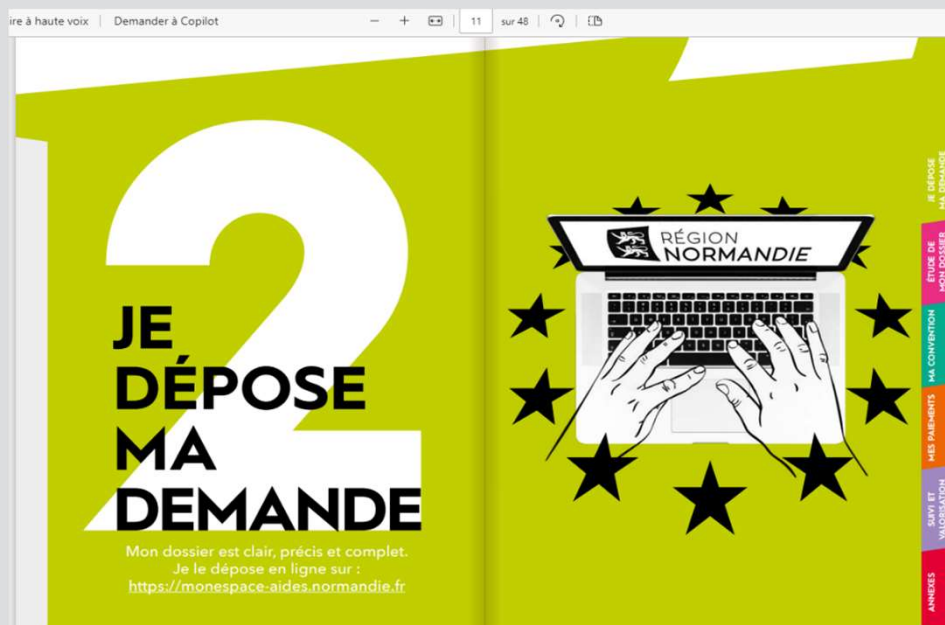 ire à haute voix | Demander à Copilot 11 sur 48
2
JE
DÉPOSE
MA
DEMANDE
Mon dossier est clair, précis et complet.
Je le dépose en ligne sur :
https://monespace-aides.normandie.fr
RÉGION
NORMANDIE
JE DÉPOSE
MA DEMANDE
ÉTUDE DE
MON DOSSIER
MA CONVENTION
MES PAIEMENTS
SUIVI ET
VALORISATION
ANNEXES